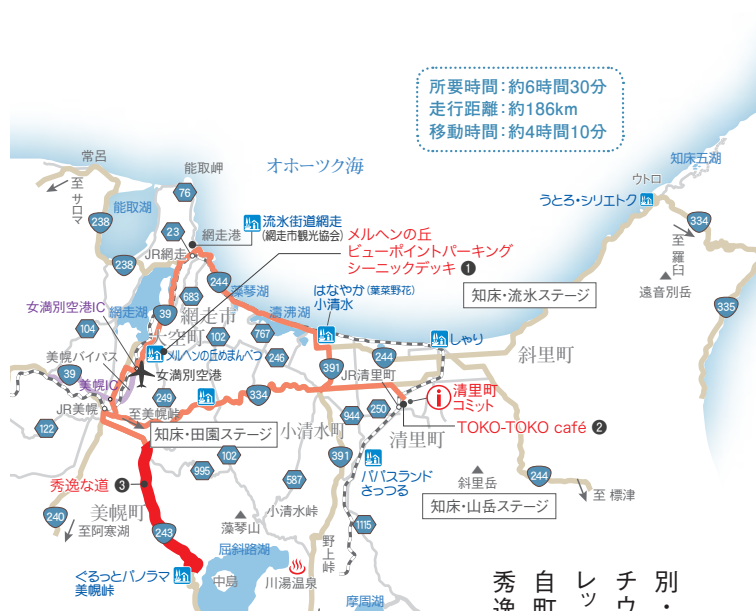 所要時間：約6時間30分
走行距離：約186km
移動時間：約4時間10分
常呂
能取岬
オホーツク海
知床五湖
ウトロ
うとろ・シリエトク
至サロマ
能取湖
76
238
23
網走港
流氷街道網走
(網走市観光協会)
メルヘンの丘
ビューポイントパーキング
シーニックデッキ ❶
334
至羅臼
JR網走
238
244
藻琴湖
遠音別岳
知床・流氷ステージ
335
女満別空港IC
網走湖
683
39
網走市
濤沸湖
はなやか(葉菜野花)
小清水
104
大空町
102
767
しゃり
斜里町
美幌バイパス
メルヘンの丘めまんべつ
246
244
39
女満別空港
391
JR清里町
美幌IC
249
334
清里町
コミット
JR美幌
至美幌峠
944
250
TOKO-TOKO café ❷
122
知床・田園ステージ
小清水町
清里町
995
102
391
パパスランド
さっつる
斜里岳
244
至 標津
秀逸な道 ❸
587
知床・山岳ステージ
美幌町
小清水峠
240
至阿寒湖
243
藻琴山
野上峠
1115
屈斜路湖
ぐるっとパノラマ
美幌峠
中島
川湯温泉
摩周湖
別・
チウ
レッ
自町
秀逸